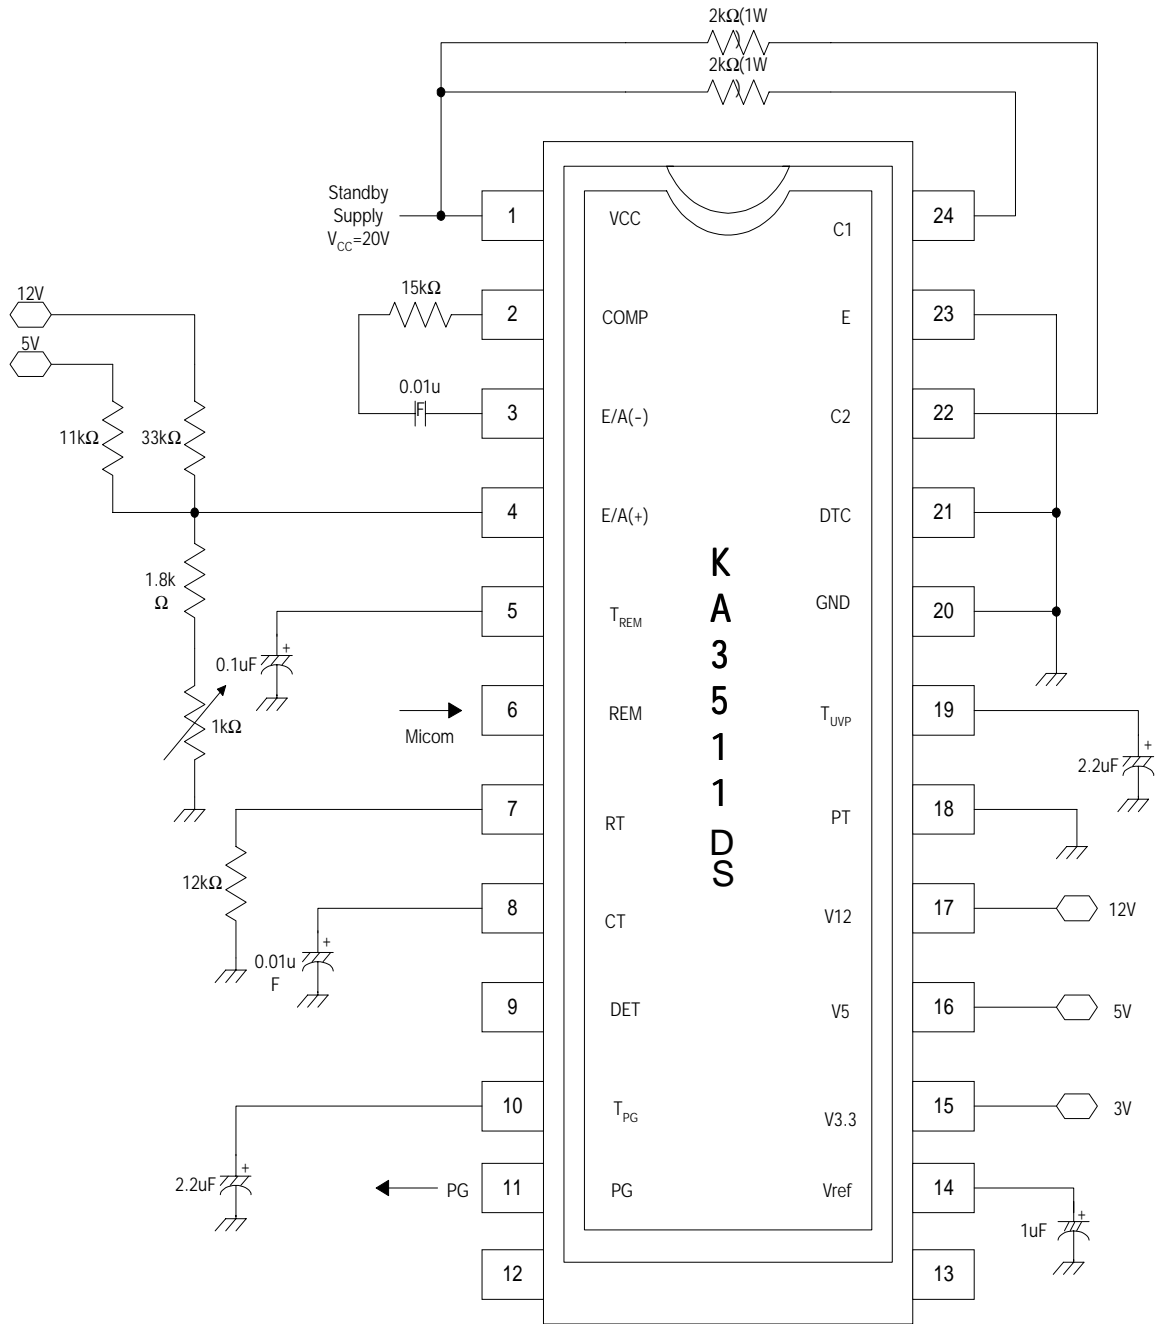 2kΩ(1W
)
2kΩ(1W
)
Standby
Supply
V_CC=20V
1
VCC
C1
24
12V
15kΩ
2
COMP
E
23
5V
0.01u
F
3
E/A(-)
C2
22
11kΩ
33kΩ
4
E/A(+)
DTC
21
1.8k
Ω
5
T_REM
GND
20
0.1uF
+
1kΩ
Micom
6
REM
T_UVP
19
2.2uF
+
7
RT
PT
18
12kΩ
8
CT
V12
17
12V
0.01u
F
+
9
DET
V5
16
5V
10
T_PG
V3.3
15
3V
2.2uF
+
PG
11
PG
Vref
14
1uF
+
12
13
K
A
3
5
1
1
D
S